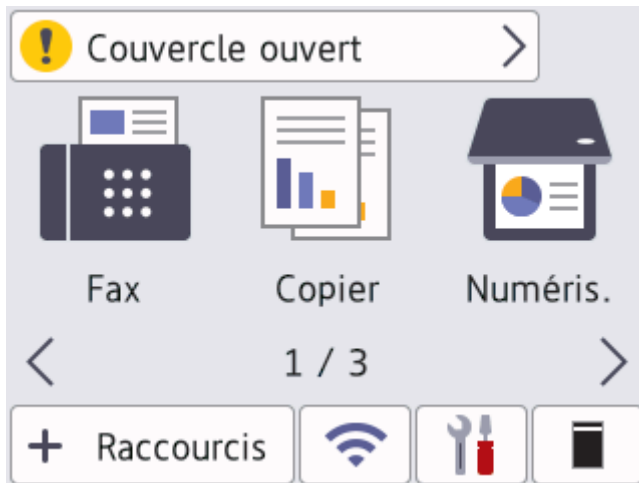 Couvercle ouvert
Fax Copier Numéris.
1 / 3
+ Raccourcis